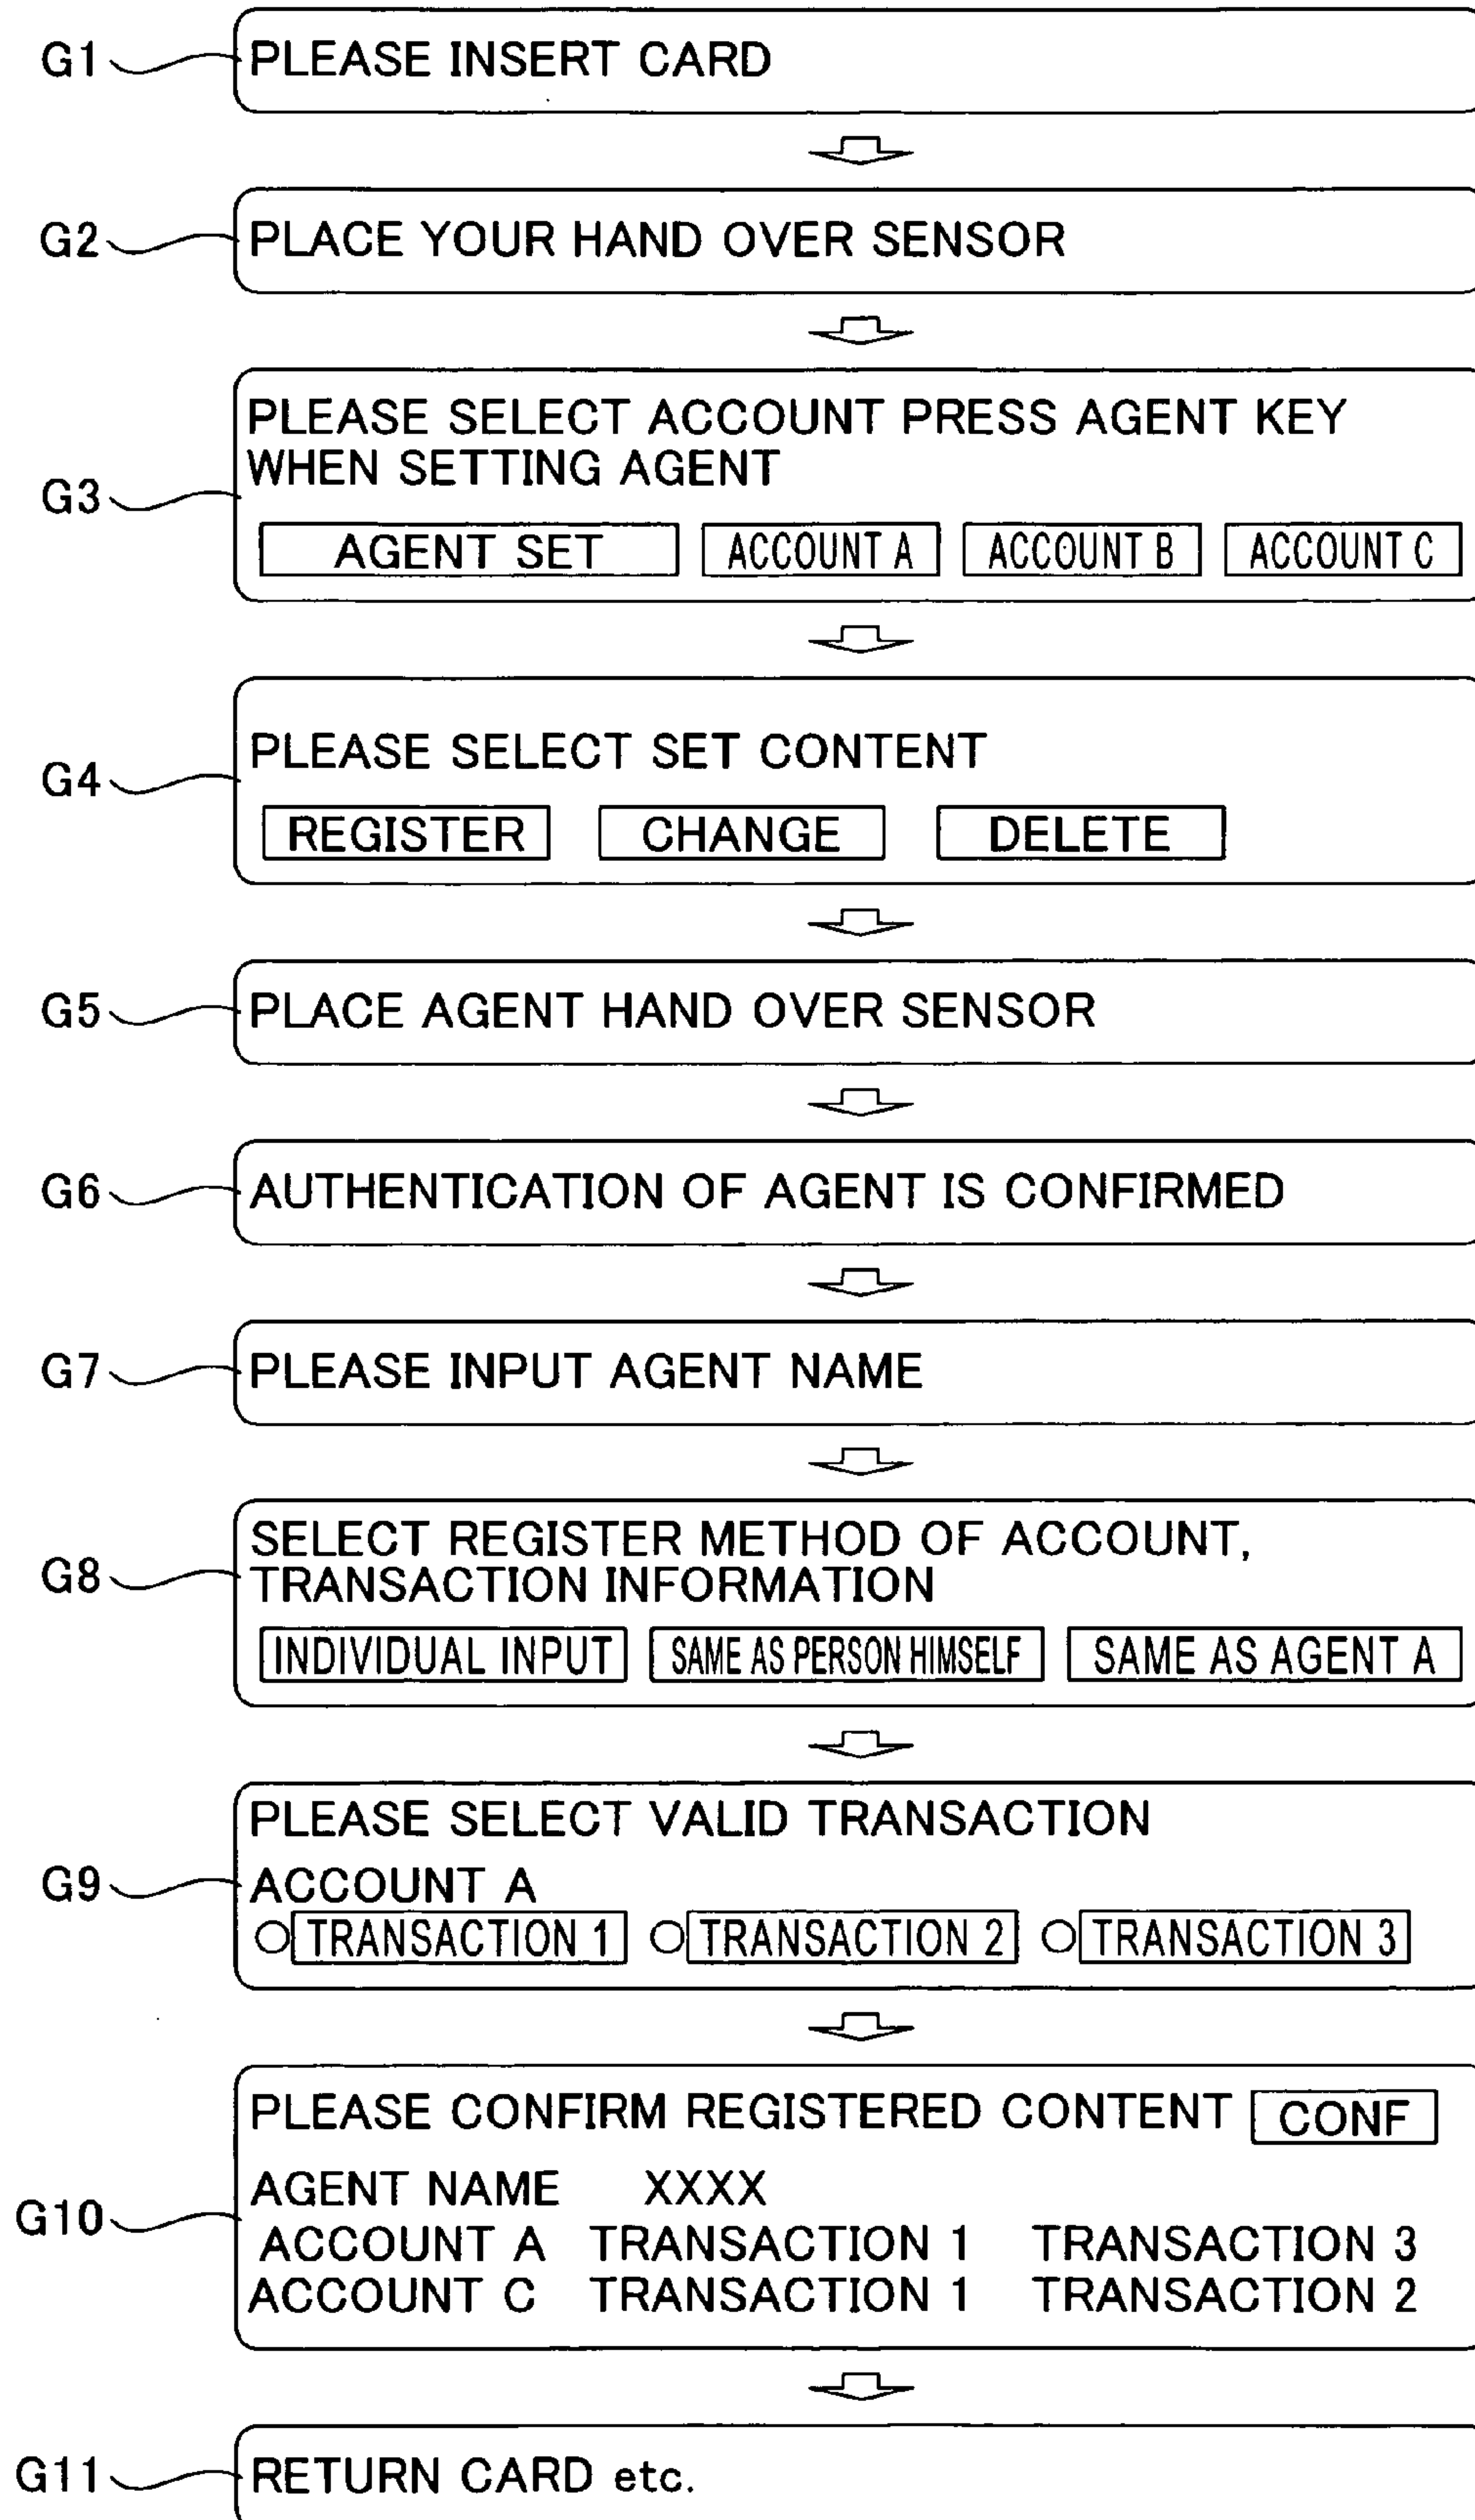 G1 PLEASE INSERT CARD
G2 PLACE YOUR HAND OVER SENSOR
PLEASE SELECT ACCOUNT PRESS AGENT KEY
WHEN SETTING AGENT
G3
AGENT SET ACCOUNT A ACCOUNT B ACCOUNT C
PLEASE SELECT SET CONTENT
G4
REGISTER CHANGE DELETE
G5 PLACE AGENT HAND OVER SENSOR
G6 AUTHENTICATION OF AGENT IS CONFIRMED
G7 PLEASE INPUT AGENT NAME
SELECT REGISTER METHOD OF ACCOUNT,
G8 TRANSACTION INFORMATION
INDIVIDUAL INPUT SAME AS PERSON HIMSELF SAME AS AGENT A
PLEASE SELECT VALID TRANSACTION
G9 ACCOUNT A
TRANSACTION 1 TRANSACTION 2 TRANSACTION 3
PLEASE CONFIRM REGISTERED CONTENT CONF
AGENT NAME XXXX
G10
ACCOUNT A TRANSACTION 1 TRANSACTION 3
ACCOUNT C TRANSACTION 1 TRANSACTION 2
G11 RETURN CARD etc.